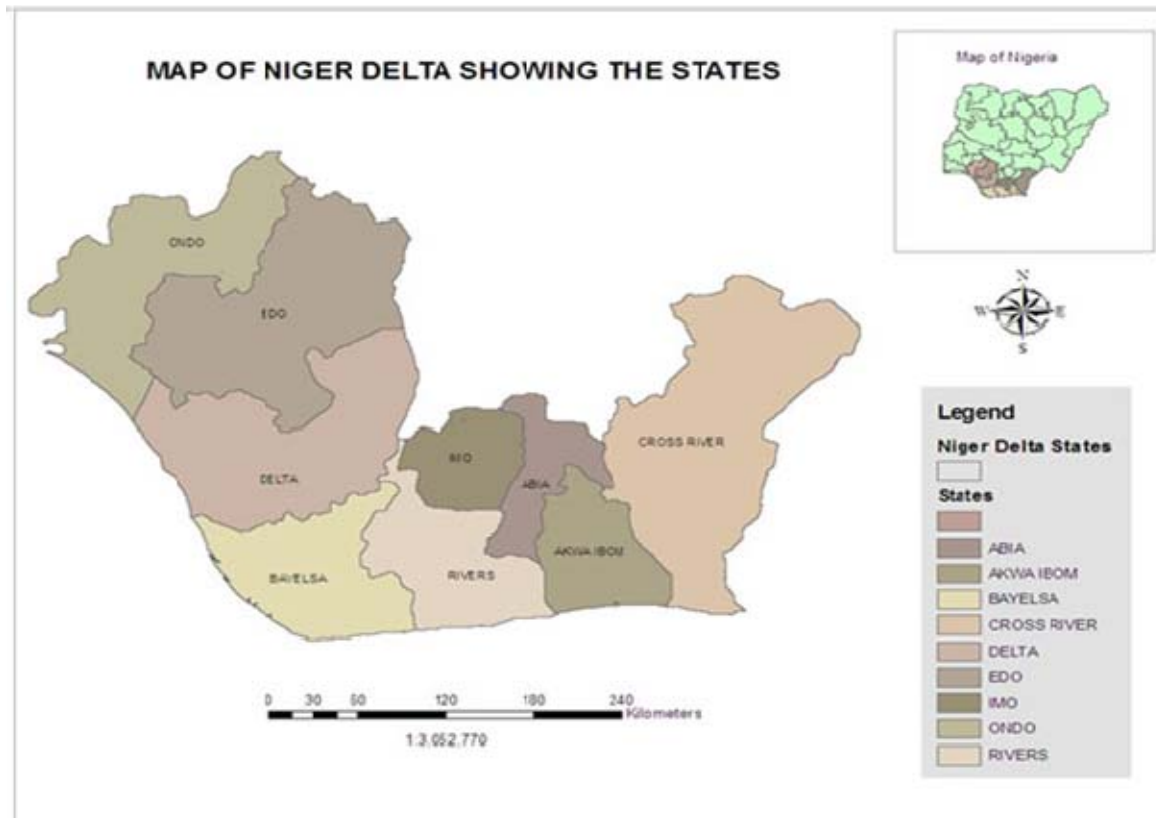 MAP OF NIGER DELTA SHOWING THE STATES
Map of Nigeria
ONDO
EDO
DELTA
BAYELSA
IMO
RIVERS
ABIA
AKWA IBOM
CROSS RIVER
N
W E
S
Legend
Niger Delta States
States
ABIA
AKWA IBOM
BAYELSA
CROSS RIVER
DELTA
EDO
IMO
ONDO
RIVERS
0 30 60 120 180 240
Kilometers
1:3,052,770